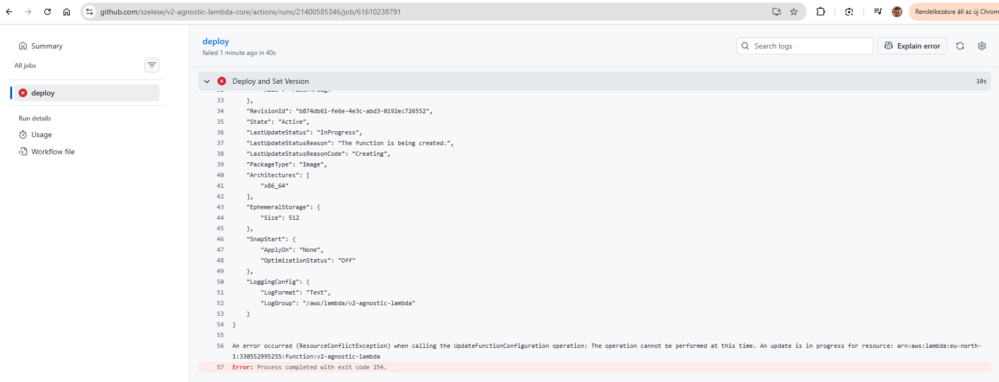 github.com/szelese/v2-agnostic-lambda-core/actions/runs/21400585346/job/61610238791
Rendelkezésre áll az új Chrom
Summary
All jobs
deploy
Run details
Usage
Workflow file
deploy
failed 1 minute ago in 40s
Search logs
Explain error
Deploy and Set Version
10s
33 },
34 "RevisionId": "b874db61-fe6e-4e3c-abd3-0192ec726552",
35 "State": "Active",
36 "LastUpdateStatus": "InProgress",
37 "LastUpdateStatusReason": "The function is being created.",
38 "LastUpdateStatusReasonCode": "Creating",
39 "PackageType": "Image",
40 "Architectures": [
41 "x86_64"
42 ],
43 "EphemeralStorage": {
44 "Size": 512
45 },
46 "SnapStart": {
47 "ApplyOn": "None",
48 "OptimizationStatus": "Off"
49 },
50 "LoggingConfig": {
51 "LogFormat": "Text",
52 "LogGroup": "/aws/lambda/v2-agnostic-lambda"
53 }
54 }
55
56 An error occurred (ResourceConflictException) when calling the UpdateFunctionConfiguration operation: The operation cannot be performed at this time. An update is in progress for resource: arn:aws:lambda:eu-north-
1:330552995255:function:v2-agnostic-lambda
57 Error: Process completed with exit code 254.